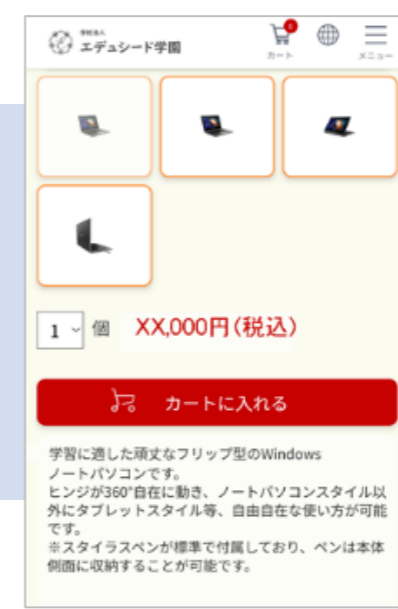 学校法人
エデュシード学園
カート
メニュー
1 個 XX,000円(税込)
カートに入れる
学習に適した頑丈なフリップ型のWindows
ノートパソコンです。
ヒンジが360°自在に動き、ノートパソコンスタイル以
外にタブレットスタイル等、自由自在な使い方が可能
です。
※スタイラスペンが標準で付属しており、ペンは本体
側面に収納することが可能です。